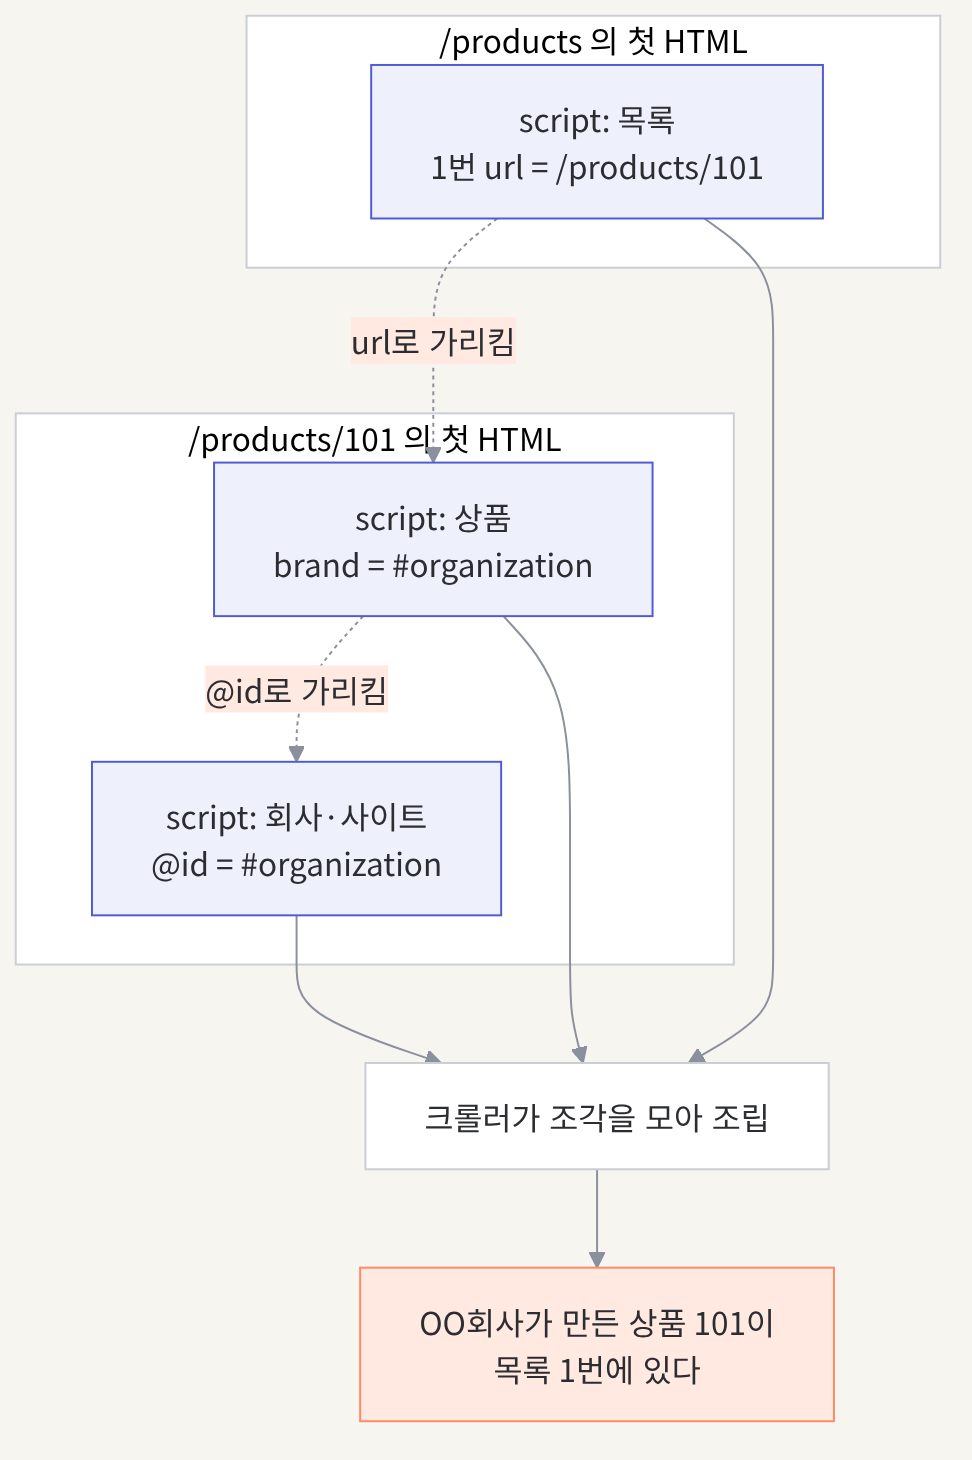 /products 의 첫 HTML
script: 목록
1번 url = /products/101
url로 가리킴
/products/101 의 첫 HTML
script: 상품
brand = #organization
@id로 가리킴
script: 회사·사이트
@id = #organization
크롤러가 조각을 모아 조립
OO회사가 만든 상품 101이
목록 1번에 있다